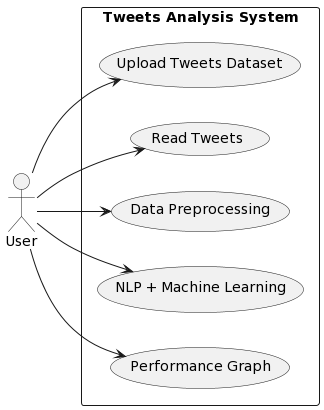 Tweets Analysis System
Upload Tweets Dataset
Read Tweets
Data Preprocessing
User
NLP + Machine Learning
Performance Graph